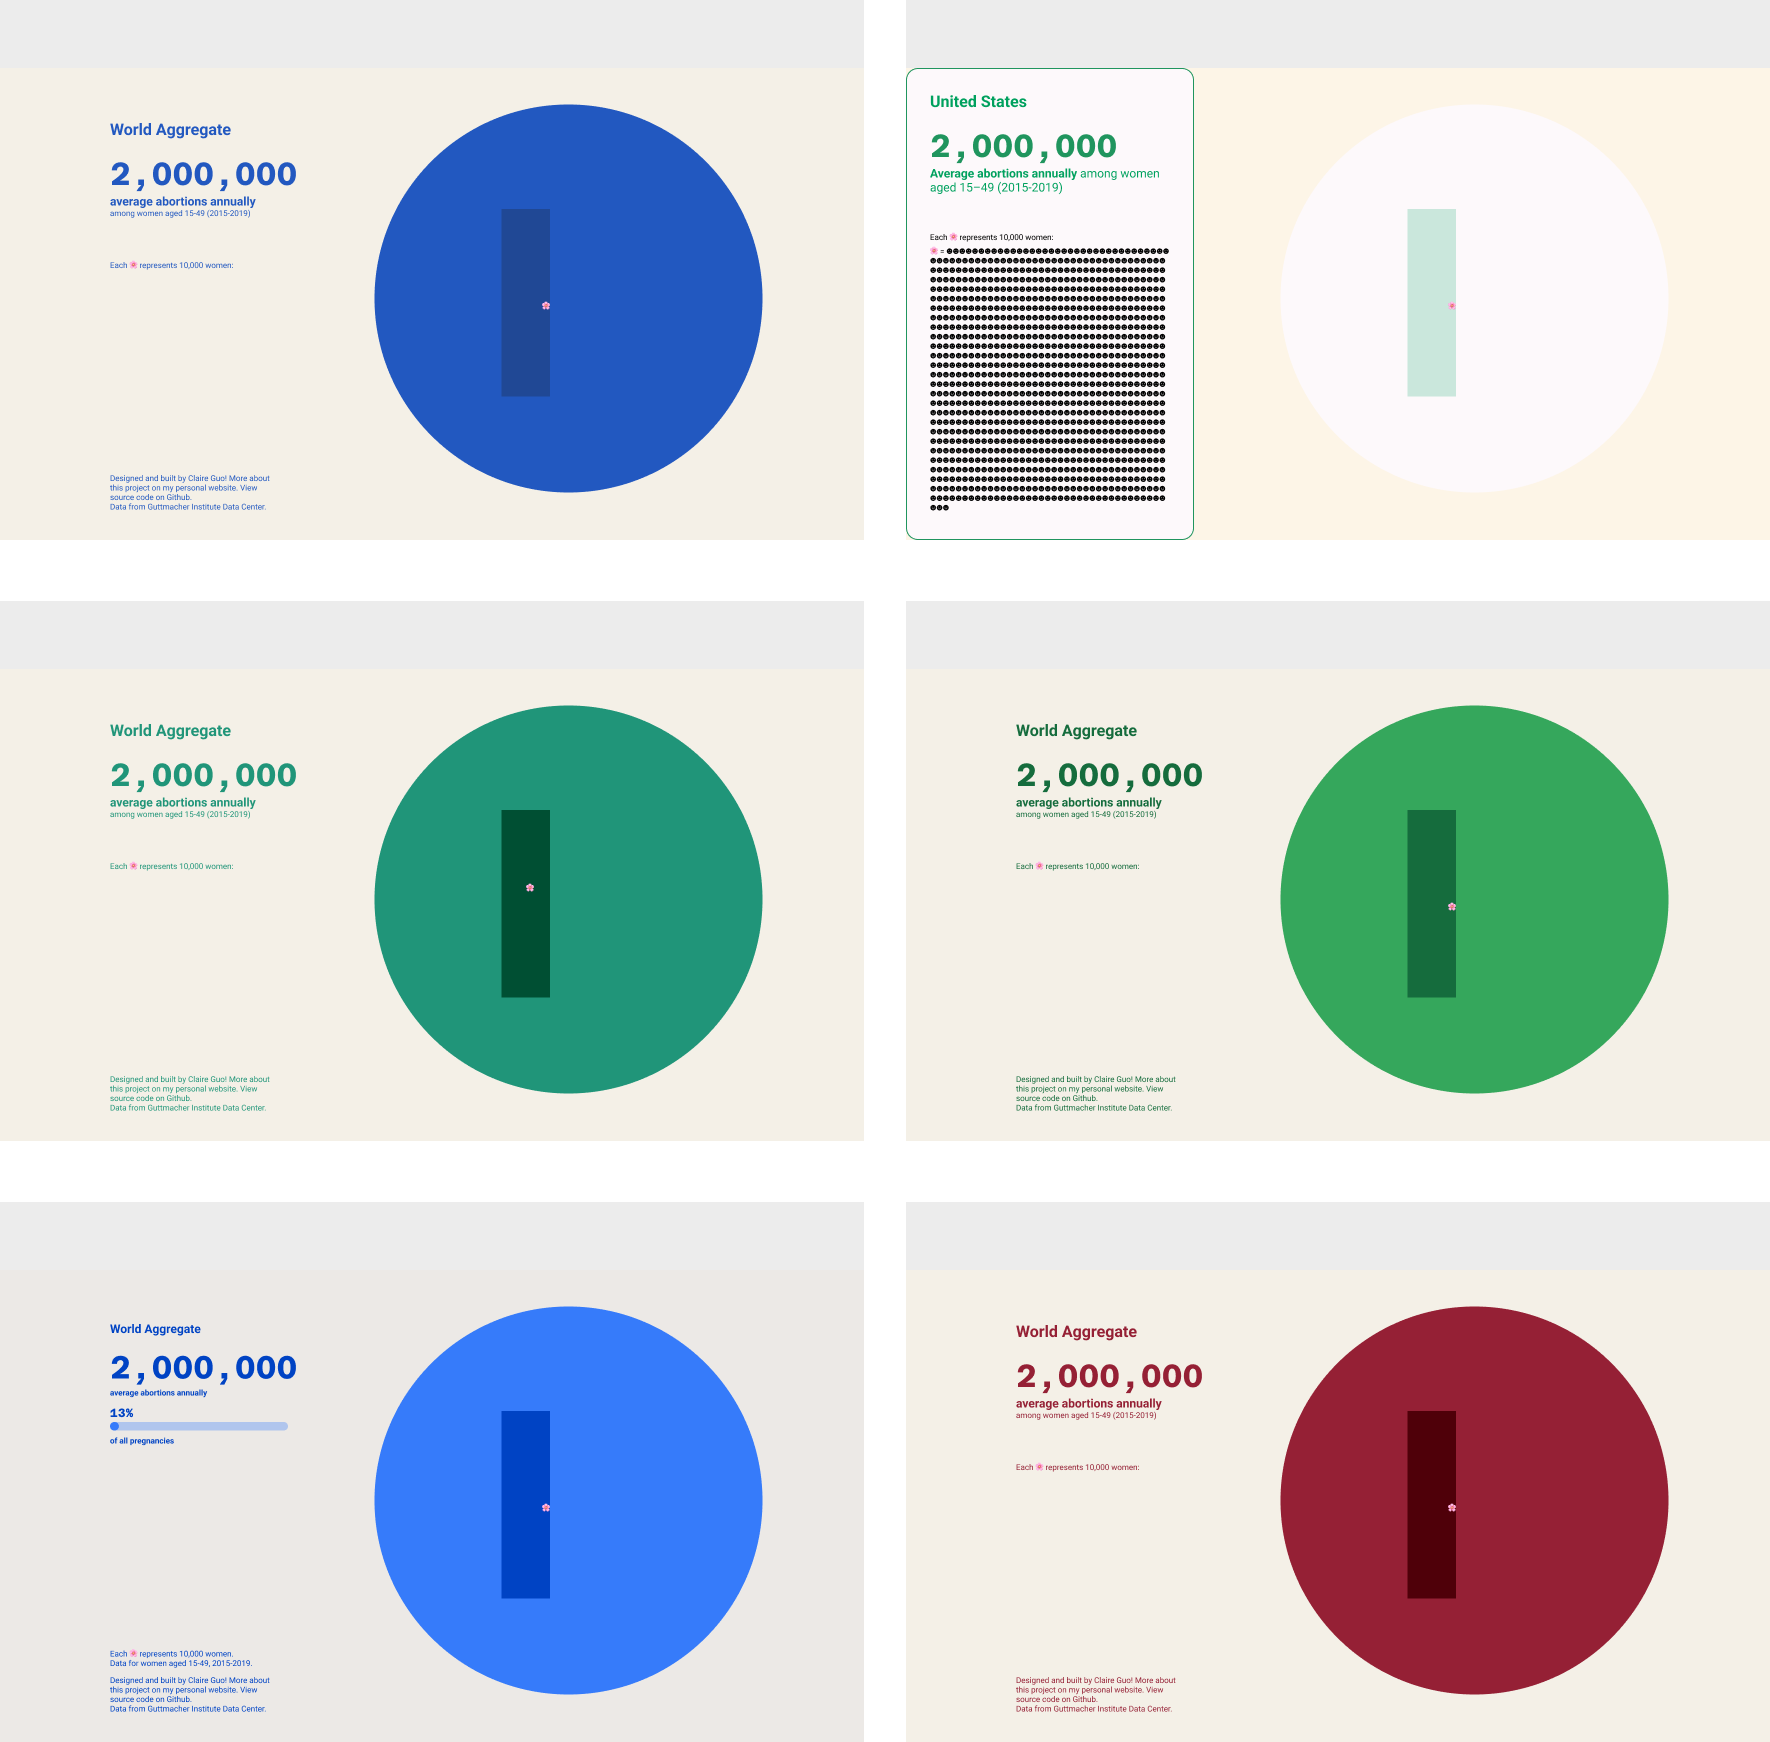 World Aggregate
2,000,000
average abortions annually
among women aged 15-49 (2015-2019)
Each 🌸 represents 10,000 women:
Designed and built by Claire Guo! More about
this project on my personal website. View
source code on Github.
Data from Guttmacher Institute Data Center.
United States
2,000,000
Average abortions annually among women
aged 15–49 (2015-2019)
Each 🌸 represents 10,000 women:
🌸 =
World Aggregate
2,000,000
average abortions annually
among women aged 15-49 (2015-2019)
Each 🌸 represents 10,000 women:
Designed and built by Claire Guo! More about
this project on my personal website. View
source code on Github.
Data from Guttmacher Institute Data Center.
World Aggregate
2,000,000
average abortions annually
among women aged 15-49 (2015-2019)
Each 🌸 represents 10,000 women:
Designed and built by Claire Guo! More about
this project on my personal website. View
source code on Github.
Data from Guttmacher Institute Data Center.
World Aggregate
2,000,000
average abortions annually
13%
of all pregnancies
Each 🌸 represents 10,000 women.
Data for women aged 15-49, 2015-2019.
Designed and built by Claire Guo! More about
this project on my personal website. View
source code on Github.
Data from Guttmacher Institute Data Center.
World Aggregate
2,000,000
average abortions annually
among women aged 15-49 (2015-2019)
Each 🌸 represents 10,000 women:
Designed and built by Claire Guo! More about
this project on my personal website. View
source code on Github.
Data from Guttmacher Institute Data Center.